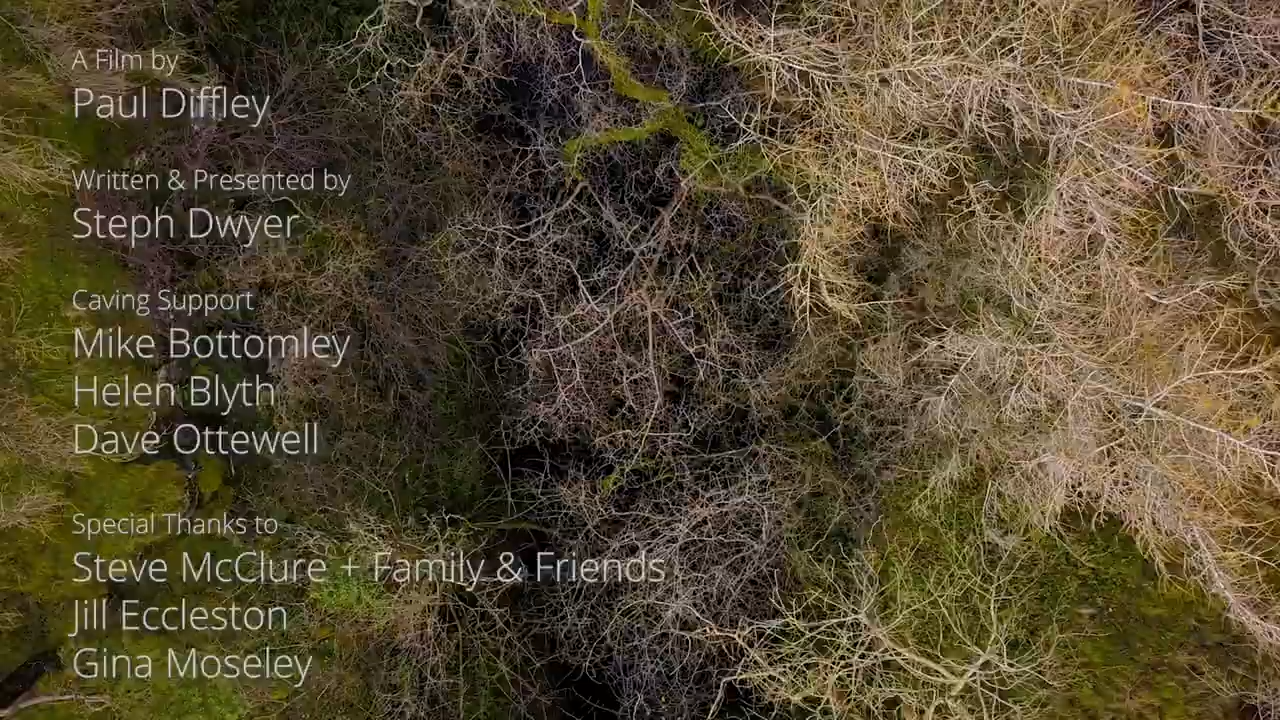 A Film by
Paul Diffley
Written & Presented by
Steph Dwyer
Caving Support
Mike Bottomley
Helen Blyth
Dave Ottewell
Special Thanks to
Steve McClure + Family & Friends
Jill Eccleston
Gina Moseley